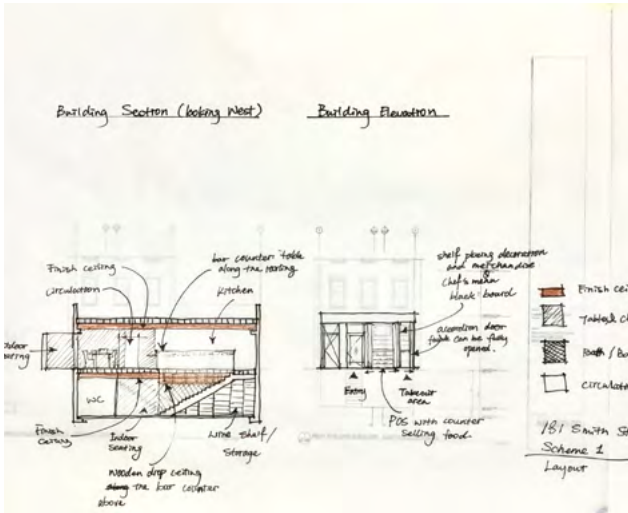 Building Section (looking West)
Building Elevation
Finish ceiling
circulation
bar counter table
along the railing
Kitchen
WC
Finish
ceiling
Indoor
seating
Wine shelf/
Storage
Wooden drop ceiling
along the bar counter
above
shelf placing decoration
and merchandise
chef's menu
black board
accordion door
can be fully
opened.
Entry
Takeout
area
POS with counter
selling food
Finish
Table &
circulat
181 Smith St
Scheme 1
Layout